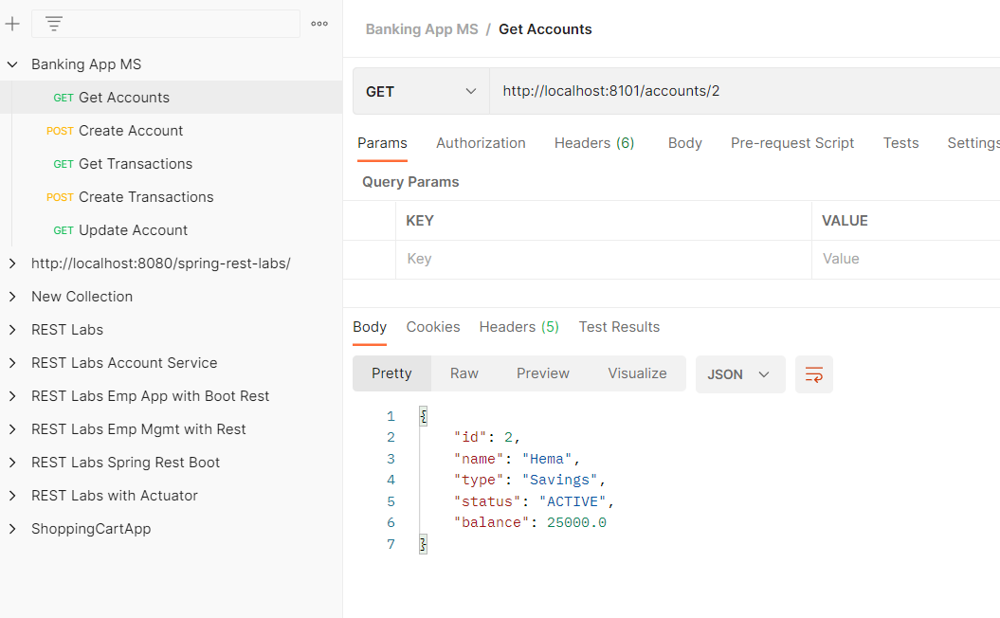 Banking App MS
GET Get Accounts
POST Create Account
GET Get Transactions
POST Create Transactions
GET Update Account
http://localhost:8080/spring-rest-labs/
New Collection
REST Labs
REST Labs Account Service
REST Labs Emp App with Boot Rest
REST Labs Emp Mgmt with Rest
REST Labs Spring Rest Boot
REST Labs with Actuator
ShoppingCartApp
Banking App MS / Get Accounts
GET http://localhost:8101/accounts/2
Params Authorization Headers (6) Body Pre-request Script Tests Settings
Query Params
KEY VALUE
Key Value
Body Cookies Headers (5) Test Results
Pretty Raw Preview Visualize JSON
1 {
2 "id": 2,
3 "name": "Hema",
4 "type": "Savings",
5 "status": "ACTIVE",
6 "balance": 25000.0
7 }